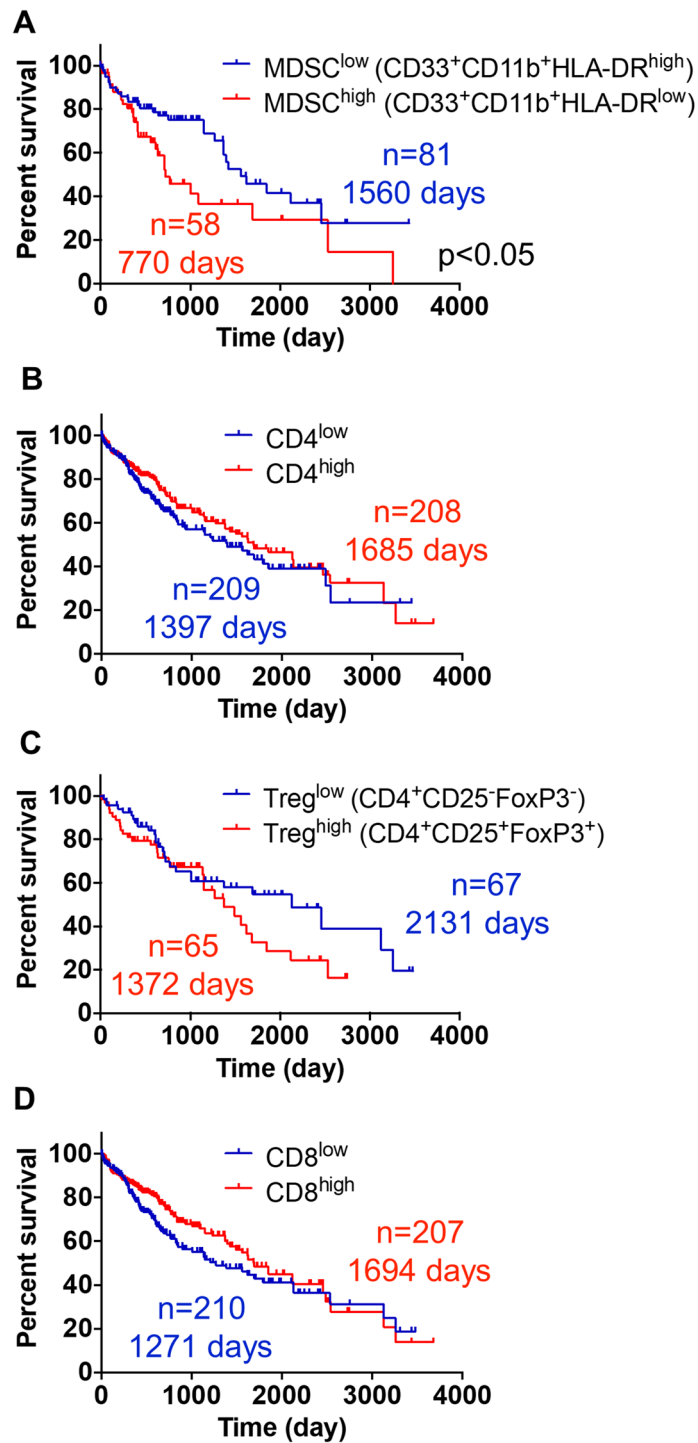 A
MDSClow (CD33+CD11b+HLA-DRhigh)
MDSChigh (CD33+CD11b+HLA-DRlow)
Percent survival
100
80
60
40
20
0
n=81
1560 days
n=58
770 days
p<0.05
0 1000 2000 3000 4000
Time (day)
B
CD4low
CD4high
Percent survival
100
80
60
40
20
0
n=208
1685 days
n=209
1397 days
0 1000 2000 3000 4000
Time (day)
C
Treglow (CD4+CD25-FoxP3-)
Treghigh (CD4+CD25+FoxP3+)
Percent survival
100
80
60
40
20
0
n=67
2131 days
n=65
1372 days
0 1000 2000 3000 4000
Time (day)
D
CD8low
CD8high
Percent survival
100
80
60
40
20
0
n=207
1694 days
n=210
1271 days
0 1000 2000 3000 4000
Time (day)